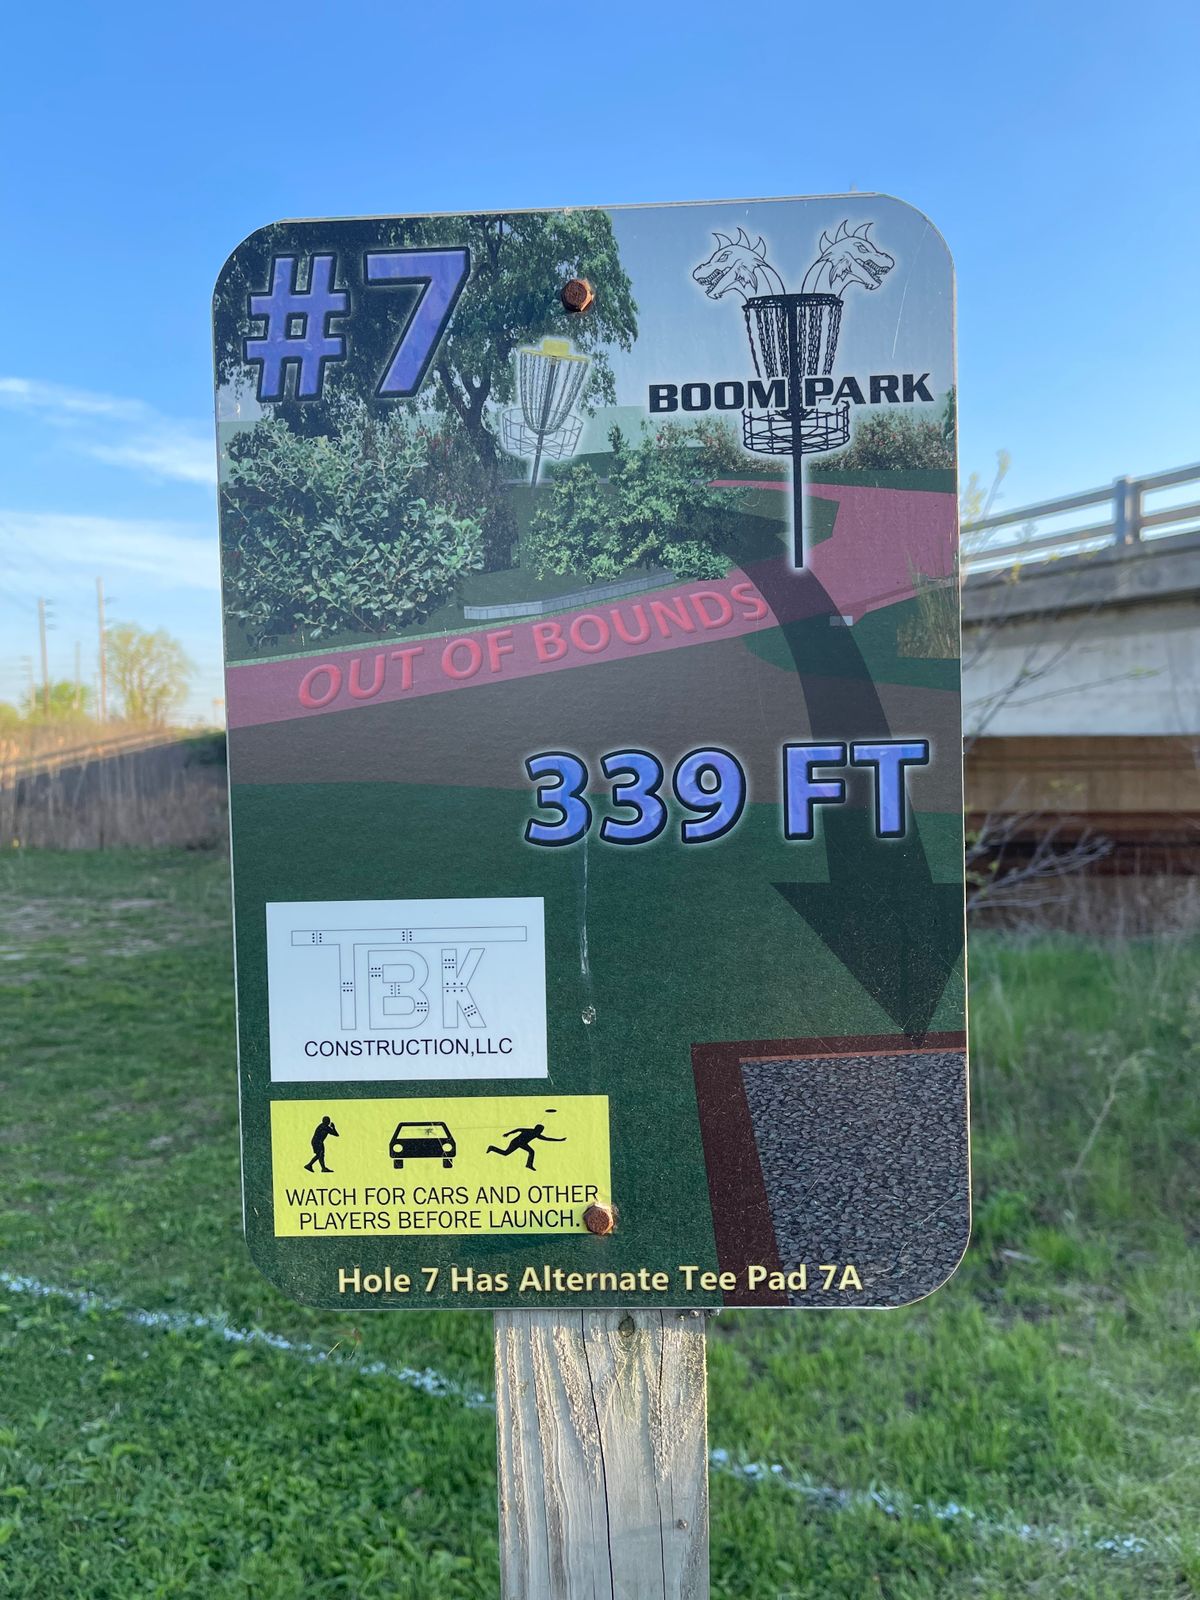 #7
BOOM PARK
OUT OF BOUNDS
339 FT
TBK
CONSTRUCTION,LLC
WATCH FOR CARS AND OTHER
PLAYERS BEFORE LAUNCH.
Hole 7 Has Alternate Tee Pad 7A